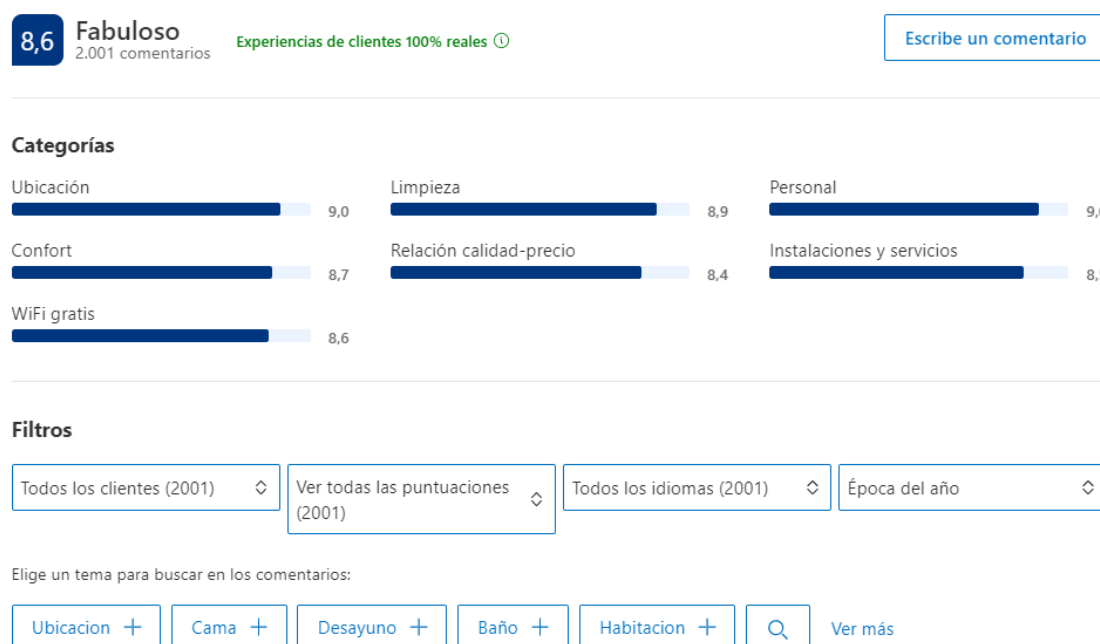 8,6
Fabuloso
2.001 comentarios
Experiencias de clientes 100% reales
Escribe un comentario
Categorías
Ubicación
9,0
Limpieza
8,9
Personal
Confort
8,7
Relación calidad-precio
8,4
Instalaciones y servicios
WiFi gratis
8,6
Filtros
Todos los clientes (2001)
Ver todas las puntuaciones
(2001)
Todos los idiomas (2001)
Época del año
Elige un tema para buscar en los comentarios:
Ubicacion +
Cama +
Desayuno +
Baño +
Habitacion +
Ver más